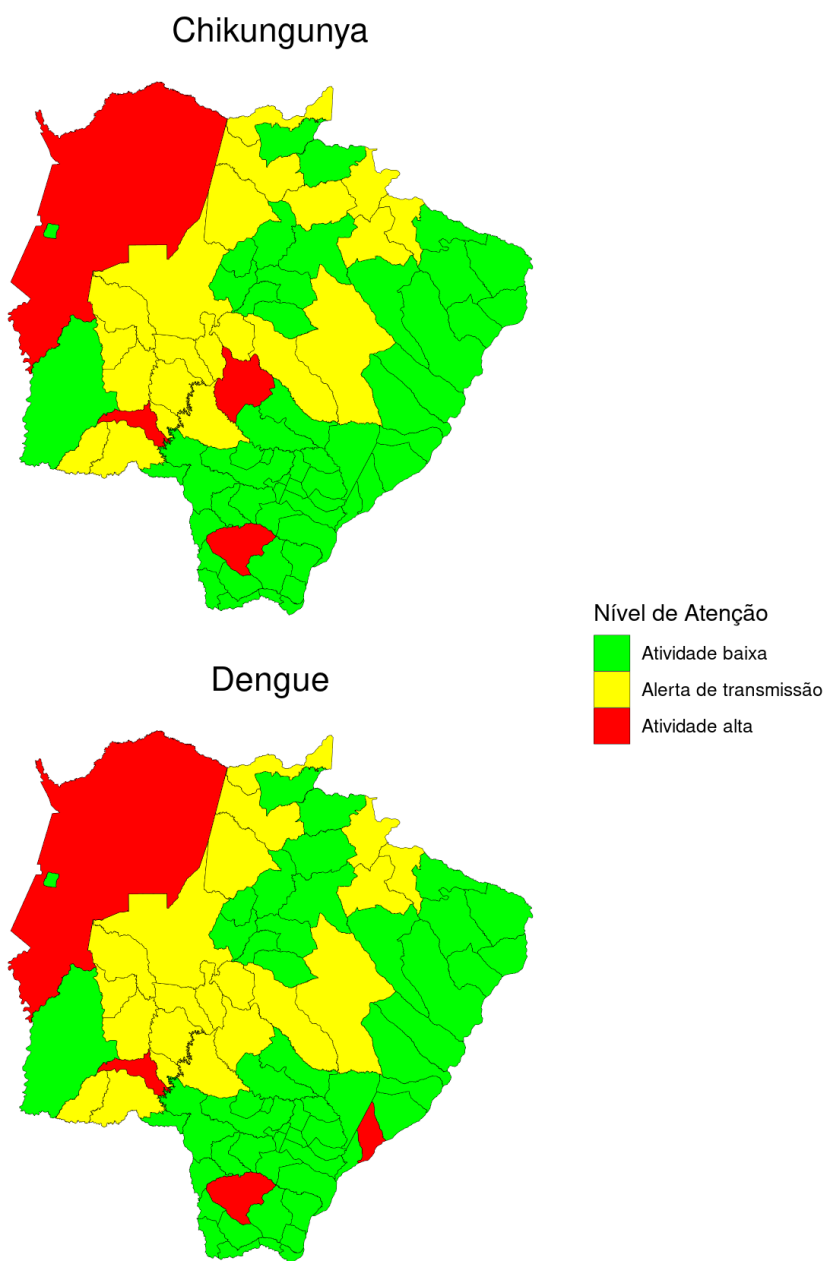 Chikungunya
Nível de Atenção
Atividade baixa
Alerta de transmissão
Atividade alta
Dengue